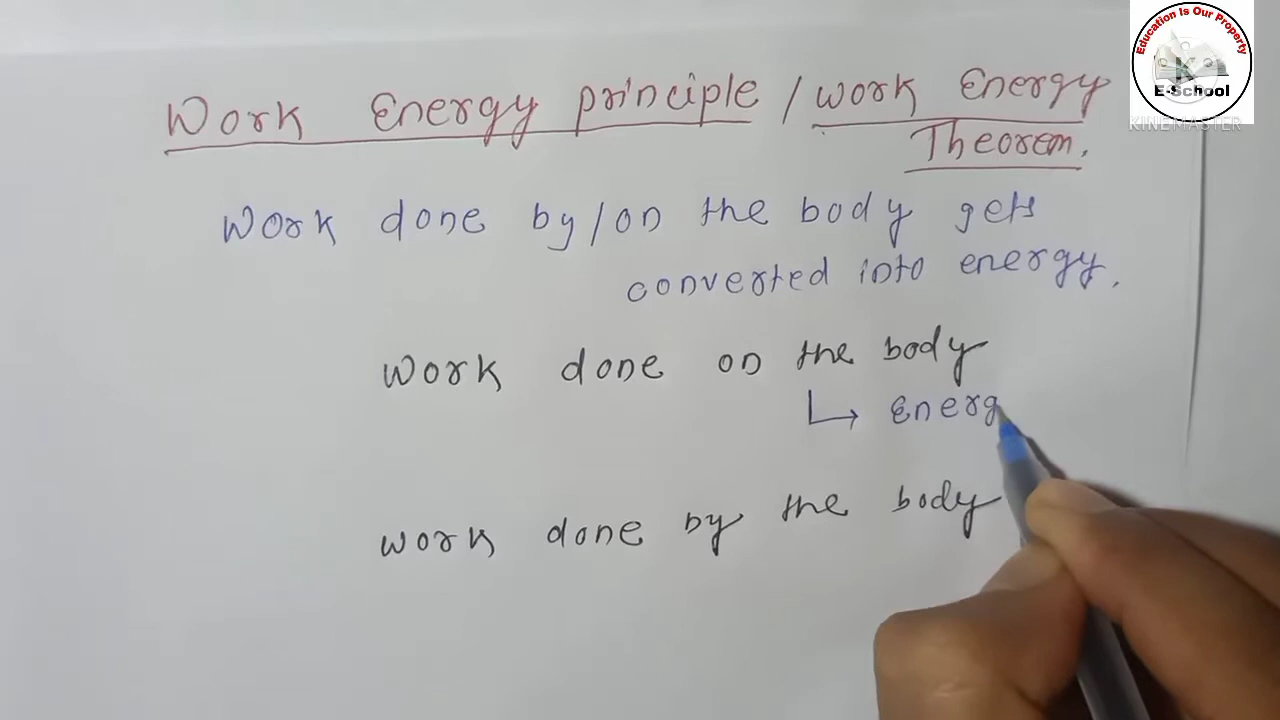 Education Is Our Property
K
E-School
KINEMASTER
Work Energy principle / work Energy
Theorem.
Work done by/on the body gets
converted into energy.
work done on the body
↳ Energ
work done by the body